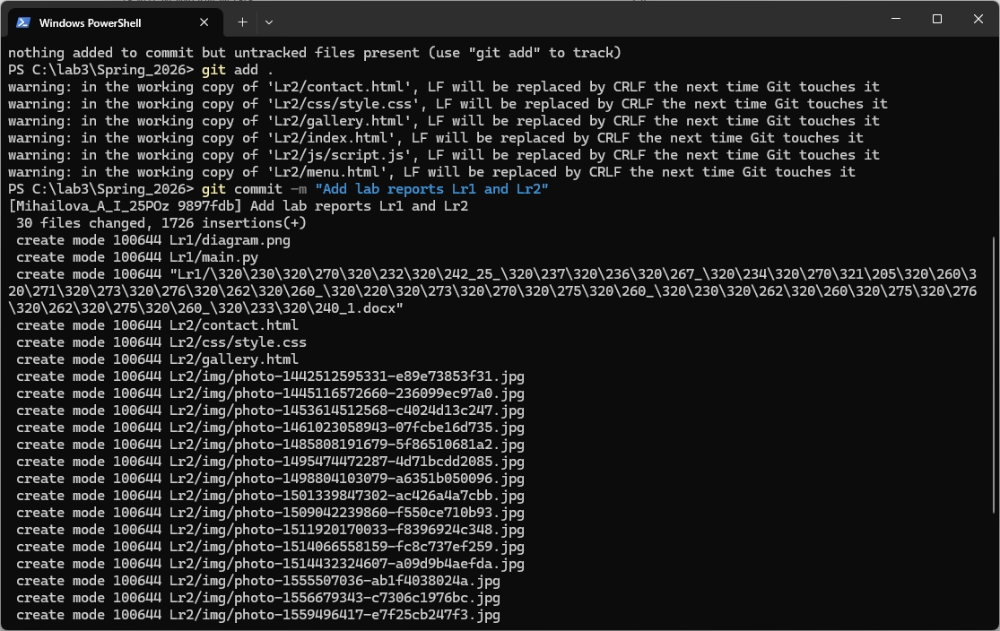 Windows PowerShell
nothing added to commit but untracked files present (use "git add" to track)
PS C:\lab3\Spring_2026> git add .
warning: in the working copy of 'Lr2/contact.html', LF will be replaced by CRLF the next time Git touches it
warning: in the working copy of 'Lr2/css/style.css', LF will be replaced by CRLF the next time Git touches it
warning: in the working copy of 'Lr2/gallery.html', LF will be replaced by CRLF the next time Git touches it
warning: in the working copy of 'Lr2/index.html', LF will be replaced by CRLF the next time Git touches it
warning: in the working copy of 'Lr2/js/script.js', LF will be replaced by CRLF the next time Git touches it
warning: in the working copy of 'Lr2/menu.html', LF will be replaced by CRLF the next time Git touches it
PS C:\lab3\Spring_2026> git commit -m "Add lab reports Lr1 and Lr2"
[Mihailova_A_I_25POz 9897fdb] Add lab reports Lr1 and Lr2
 30 files changed, 1726 insertions(+)
 create mode 100644 Lr1/diagram.png
 create mode 100644 Lr1/main.py
 create mode 100644 "Lr1/\320\230\320\270\320\232\320\242_25_\320\237\320\236\320\267_\320\234\320\270\321\205\320\260\3
20\271\320\273\320\276\320\262\320\260_\320\220\320\273\320\270\320\275\320\260_\320\230\320\262\320\260\320\275\320\276
\320\262\320\275\320\260_\320\233\320\240_1.docx"
 create mode 100644 Lr2/contact.html
 create mode 100644 Lr2/css/style.css
 create mode 100644 Lr2/gallery.html
 create mode 100644 Lr2/img/photo-1442512595331-e89e73853f31.jpg
 create mode 100644 Lr2/img/photo-1445116572660-236099ec97a0.jpg
 create mode 100644 Lr2/img/photo-1453614512568-c4024d13c247.jpg
 create mode 100644 Lr2/img/photo-1461023058943-07fcbe16d735.jpg
 create mode 100644 Lr2/img/photo-1485808191679-5f86510681a2.jpg
 create mode 100644 Lr2/img/photo-1495474472287-4d71bcdd2085.jpg
 create mode 100644 Lr2/img/photo-1498804103079-a6351b050096.jpg
 create mode 100644 Lr2/img/photo-1501339847302-ac426a4a7cbb.jpg
 create mode 100644 Lr2/img/photo-1509042239860-f550ce710b93.jpg
 create mode 100644 Lr2/img/photo-1511920170033-f8396924c348.jpg
 create mode 100644 Lr2/img/photo-1514066558159-fc8c737ef259.jpg
 create mode 100644 Lr2/img/photo-1514432324607-a09d9b4aefda.jpg
 create mode 100644 Lr2/img/photo-1555507036-ab1f4038024a.jpg
 create mode 100644 Lr2/img/photo-1556679343-c7306c1976bc.jpg
 create mode 100644 Lr2/img/photo-1559496417-e7f25cb247f3.jpg